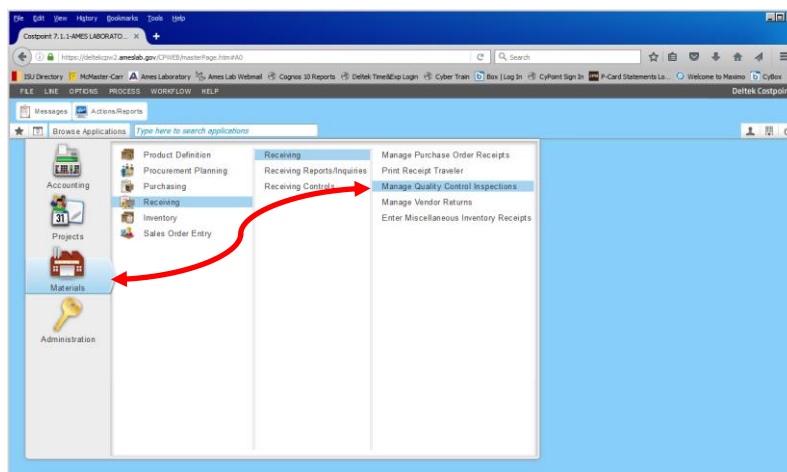 File Edit View History Bookmarks Tools Help
Costpoint 7.1.1-AMES LABORATO... × +
https://deltekcpw2.ameslab.gov/CPWEB/masterPage.htm#A0 Search
ISU Directory McMaster-Carr Ames Laboratory Ames Lab Webmail Cognos 10 Reports Deltek Time&Exp Login Cyber Train Box | Log In CyPoint Sign In P-Card Statements Lo... Welcome to Maximo CyBox
FILE LINE OPTIONS PROCESS WORKFLOW HELP Deltek Costpoin
Messages Actions/Reports
Browse Applications Type here to search applications
Accounting
Projects
31
Materials
Administration
Product Definition
Procurement Planning
Purchasing
Receiving
Inventory
Sales Order Entry
Receiving
Receiving Reports/Inquiries
Receiving Controls
Manage Purchase Order Receipts
Print Receipt Traveler
Manage Quality Control Inspections
Manage Vendor Returns
Enter Miscellaneous Inventory Receipts